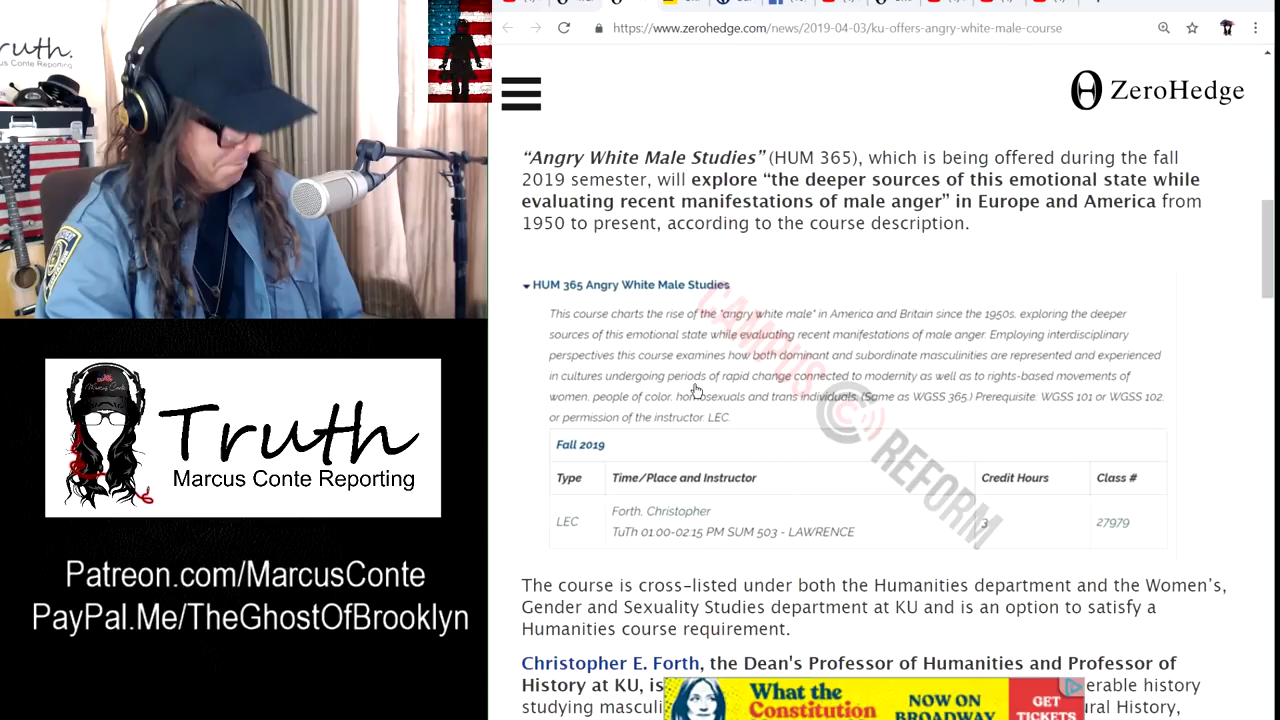 Truth.
us Conte Reporting
https://www.zerohedge.com/news/2019-04-03/ku-offers-angry-white-male-course
ZeroHedge
“Angry White Male Studies” (HUM 365), which is being offered during the fall
2019 semester, will explore “the deeper sources of this emotional state while
evaluating recent manifestations of male anger” in Europe and America from
1950 to present, according to the course description.
HUM 365 Angry White Male Studies
This course charts the rise of the "angry white male" in America and Britain since the 1950s, exploring the deeper
sources of this emotional state while evaluating recent manifestations of male anger. Employing interdisciplinary
perspectives this course examines how both dominant and subordinate masculinities are represented and experienced
in cultures undergoing periods of rapid change connected to modernity as well as to rights-based movements of
women, people of color, homosexuals and trans individuals. (Same as WGSS 365.) Prerequisite: WGSS 101 or WGSS 102,
or permission of the instructor. LEC.
CAMPUS REFORM
Fall 2019
Type Time/Place and Instructor Credit Hours Class #
LEC Forth, Christopher
TuTh 01:00-02:15 PM SUM 503 - LAWRENCE 3 27979
The course is cross-listed under both the Humanities department and the Women’s,
Gender and Sexuality Studies department at KU and is an option to satisfy a
Humanities course requirement.
Christopher E. Forth, the Dean's Professor of Humanities and Professor of
History at KU, is
erable history
studying masculi
ural History,
What the
Constitution
NOW ON
BROADWAY
GET
TICKETS
Truth
Marcus Conte Reporting
Patreon.com/MarcusConte
PayPal.Me/TheGhostOfBrooklyn